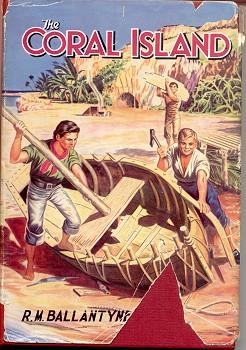 The
CORAL ISLAND
R.M. BALLANTYNE